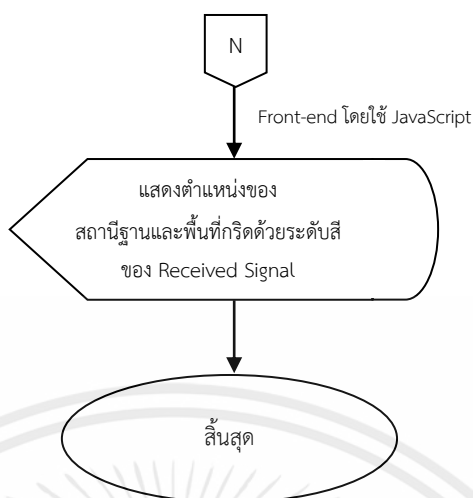 N
Front-end โดยใช้ JavaScript
แสดงตำแหน่งของ
สถานีฐานและพื้นที่กริดด้วยระดับสี
ของ Received Signal
สิ้นสุด